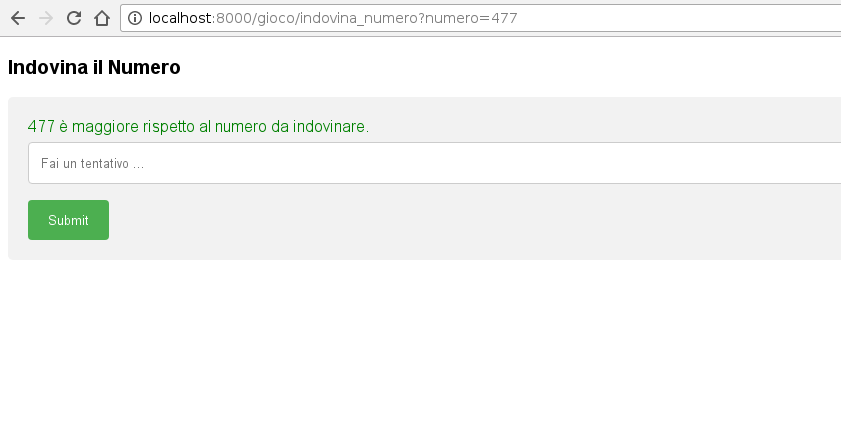 localhost:8000/gioco/indovina_numero?numero=477
Indovina il Numero
477 è maggiore rispetto al numero da indovinare.
Fai un tentativo ...
Submit